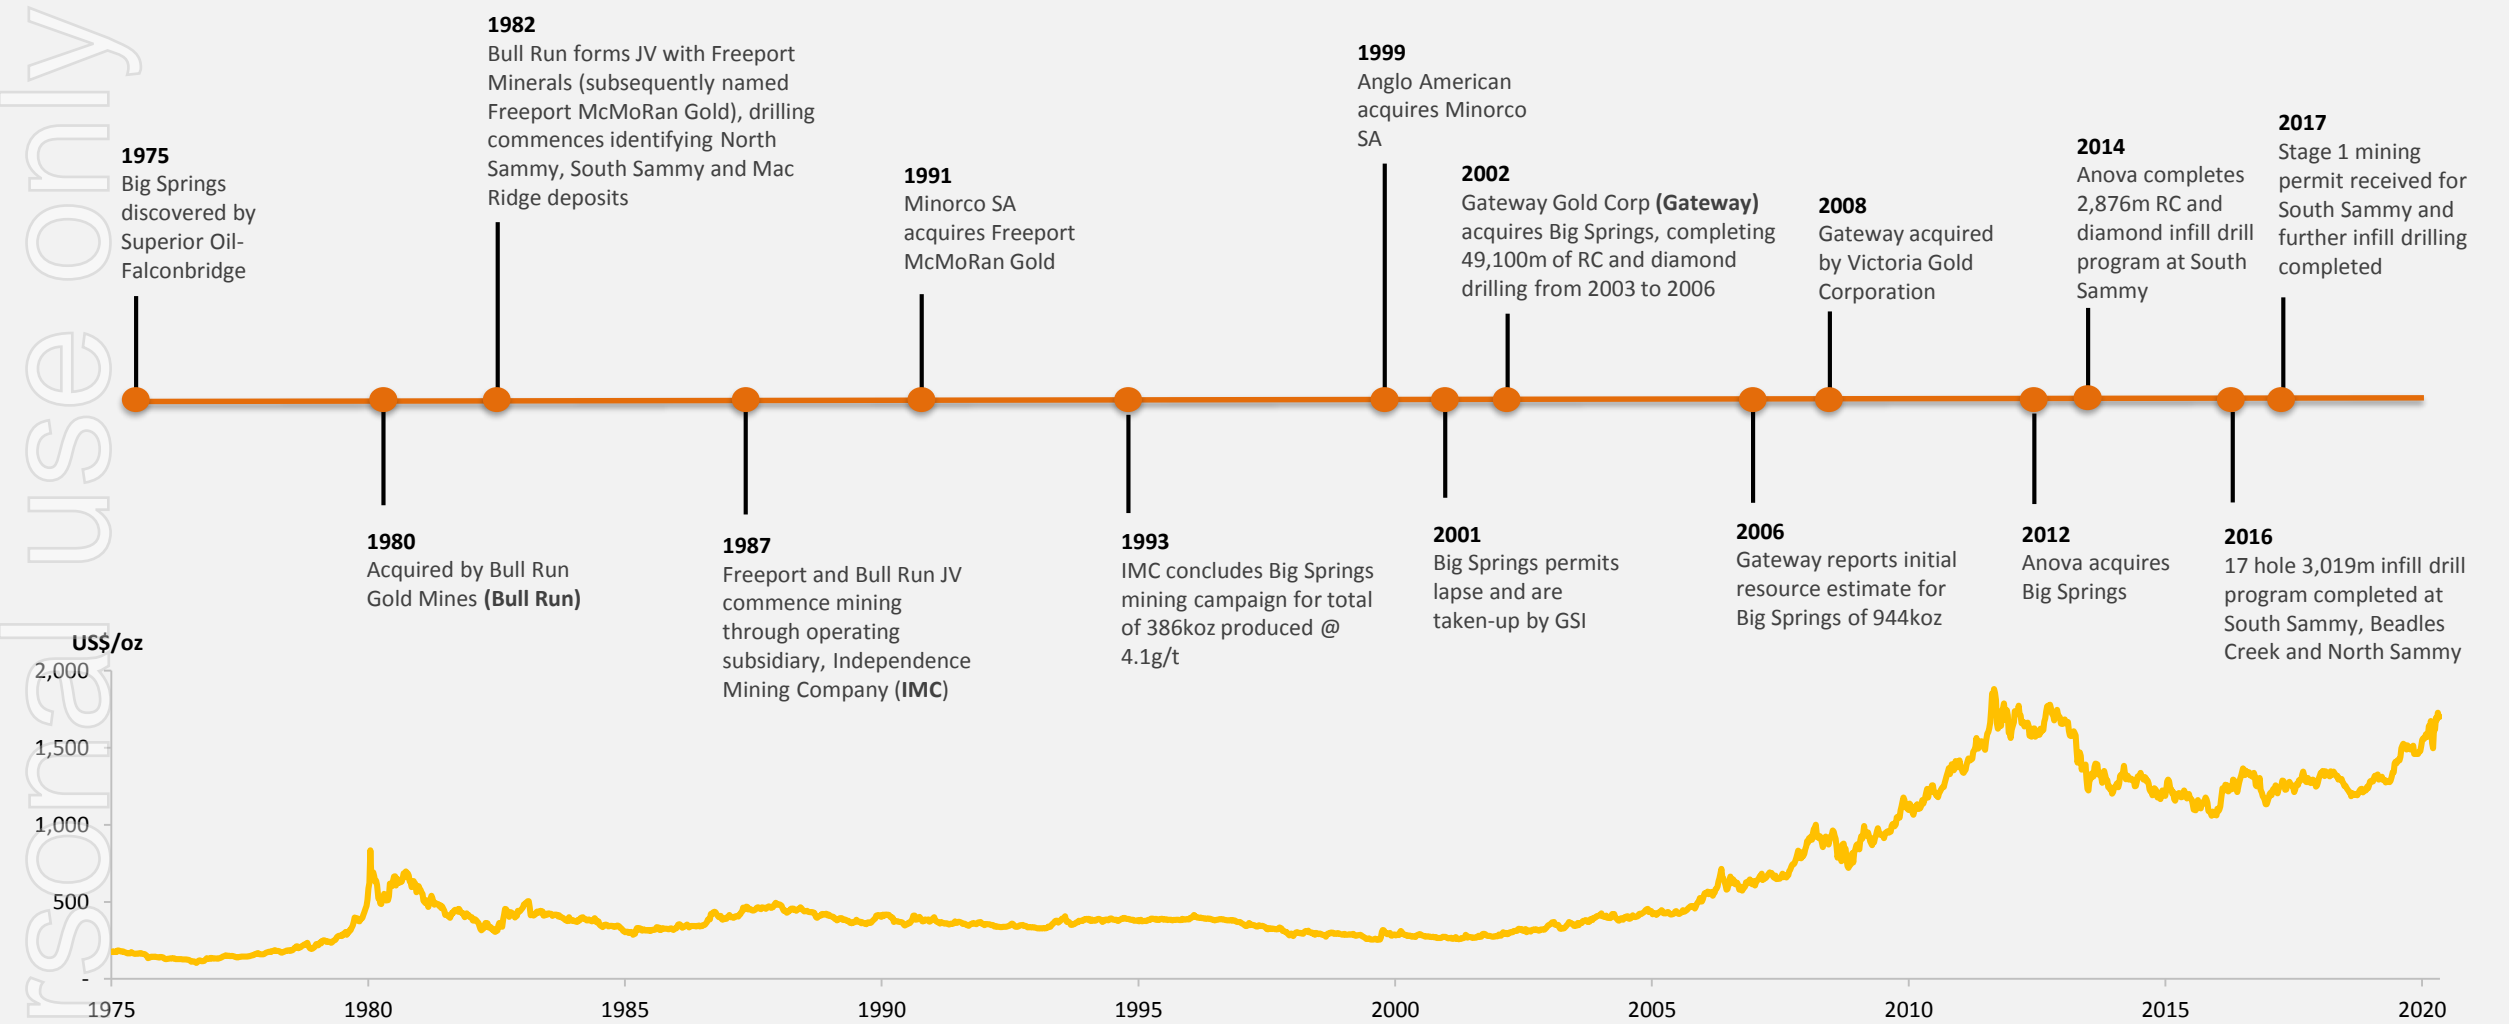 1975
Big Springs
discovered by
Superior Oil-
Falconbridge
1982
Bull Run forms JV with Freeport
Minerals (subsequently named
Freeport McMoRan Gold), drilling
commences identifying North
Sammy, South Sammy and Mac
Ridge deposits
1991
Minorco SA
acquires Freeport
McMoRan Gold
1999
Anglo American
acquires Minorco
SA
2002
Gateway Gold Corp (Gateway)
acquires Big Springs, completing
49,100m of RC and diamond
drilling from 2003 to 2006
2008
Gateway acquired
by Victoria Gold
Corporation
2014
Anova completes
2,876m RC and
diamond infill drill
program at South
Sammy
2017
Stage 1 mining
permit received for
South Sammy and
further infill drilling
completed
1980
Acquired by Bull Run
Gold Mines (Bull Run)
1987
Freeport and Bull Run JV
commence mining
through operating
subsidiary, Independence
Mining Company (IMC)
1993
IMC concludes Big Springs
mining campaign for total
of 386koz produced @
4.1g/t
2001
Big Springs permits
lapse and are
taken-up by GSI
2006
Gateway reports initial
resource estimate for
Big Springs of 944koz
2012
Anova acquires
Big Springs
2016
17 hole 3,019m infill drill
program completed at
South Sammy, Beadles
Creek and North Sammy
US$/oz
2,000
1,500
1,000
500
-
1975 1980 1985 1990 1995 2000 2005 2010 2015 2020
rsonal use only